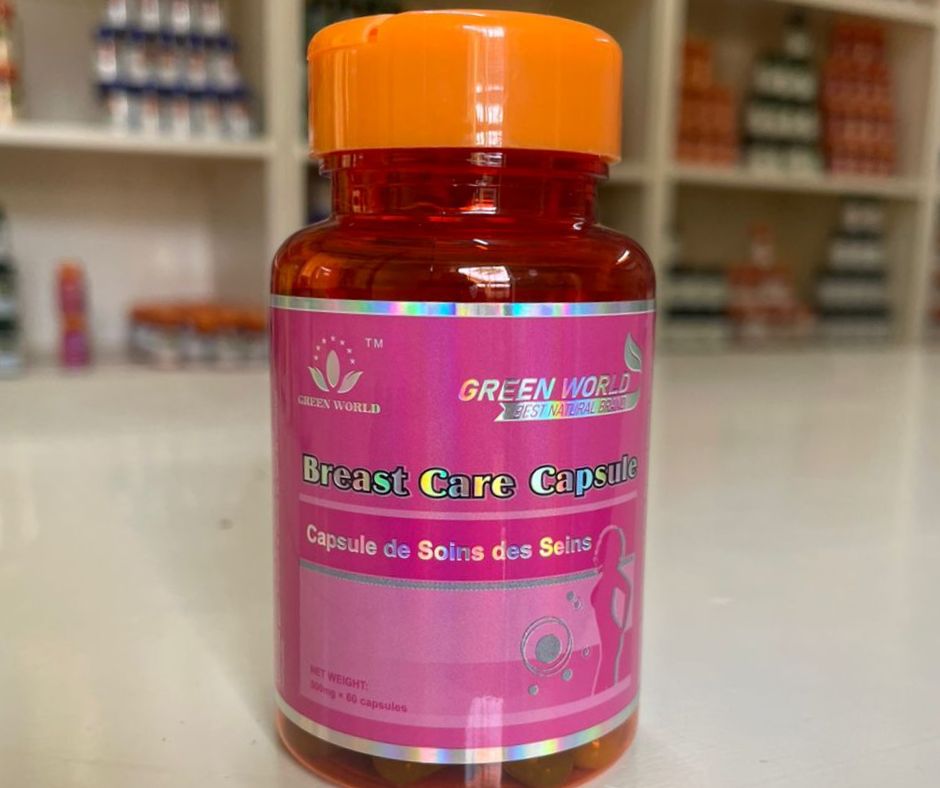 TM
GREEN WORLD
GREEN WORLD
BEST NATURAL BRAND
Breast Care Capsule
Capsule de Soins des Seins
NET WEIGHT:
500mg × 60 capsules